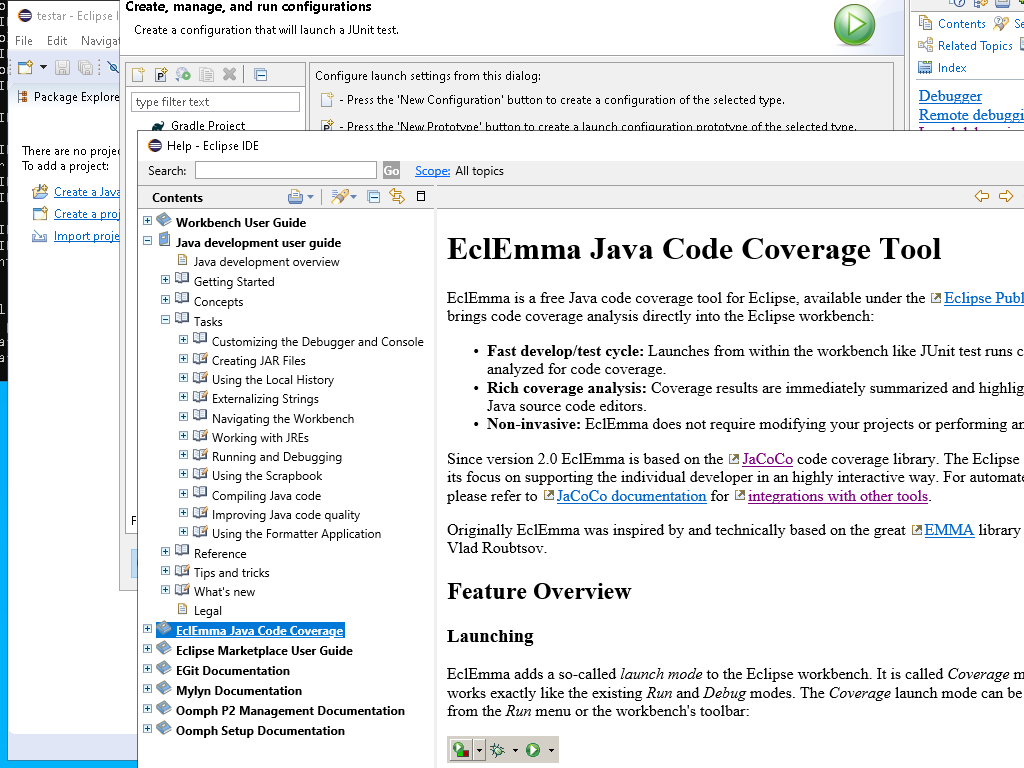 testar - Eclipse I
File Edit Navigat
Package Explore
There are no projec
To add a project:
Create a Java
Create a proj
Import proje
Create, manage, and run configurations
Create a configuration that will launch a JUnit test.
type filter text
Gradle Project
Configure launch settings from this dialog:
- Press the 'New Configuration' button to create a configuration of the selected type.
- Press the 'New Prototype' button to create a launch configuration prototype of the selected type.
Contents Se
Related Topics
Index
Debugger
Remote debuggi
Help - Eclipse IDE
Search: Go Scope: All topics
Contents
Workbench User Guide
Java development user guide
Java development overview
Getting Started
Concepts
Tasks
Customizing the Debugger and Console
Creating JAR Files
Using the Local History
Externalizing Strings
Navigating the Workbench
Working with JREs
Running and Debugging
Using the Scrapbook
Compiling Java code
Improving Java code quality
Using the Formatter Application
Reference
Tips and tricks
What's new
Legal
EclEmma Java Code Coverage
Eclipse Marketplace User Guide
EGit Documentation
Mylyn Documentation
Oomph P2 Management Documentation
Oomph Setup Documentation
EclEmma Java Code Coverage Tool
EclEmma is a free Java code coverage tool for Eclipse, available under the Eclipse Publ
brings code coverage analysis directly into the Eclipse workbench:
• Fast develop/test cycle: Launches from within the workbench like JUnit test runs c
analyzed for code coverage.
• Rich coverage analysis: Coverage results are immediately summarized and highlig
Java source code editors.
• Non-invasive: EclEmma does not require modifying your projects or performing an
Since version 2.0 EclEmma is based on the JaCoCo code coverage library. The Eclipse
its focus on supporting the individual developer in an highly interactive way. For automate
please refer to JaCoCo documentation for integrations with other tools.
Originally EclEmma was inspired by and technically based on the great EMMA library
Vlad Roubtsov.
Feature Overview
Launching
EclEmma adds a so-called launch mode to the Eclipse workbench. It is called Coverage m
works exactly like the existing Run and Debug modes. The Coverage launch mode can be
from the Run menu or the workbench's toolbar: